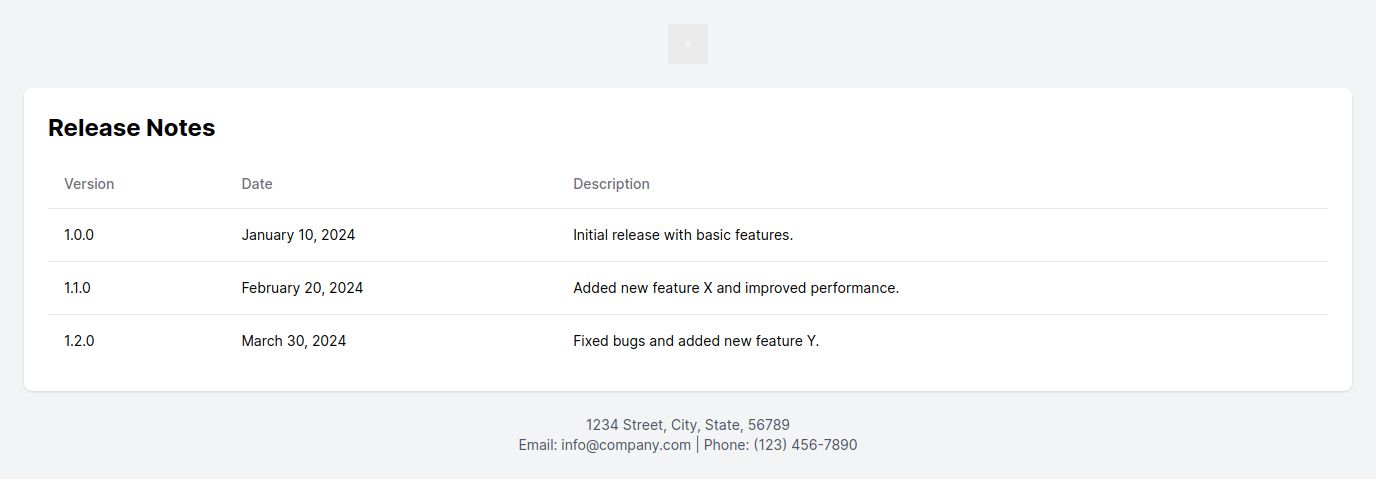 Release Notes
Version Date Description
1.0.0 January 10, 2024 Initial release with basic features.
1.1.0 February 20, 2024 Added new feature X and improved performance.
1.2.0 March 30, 2024 Fixed bugs and added new feature Y.
1234 Street, City, State, 56789
Email: info@company.com | Phone: (123) 456-7890